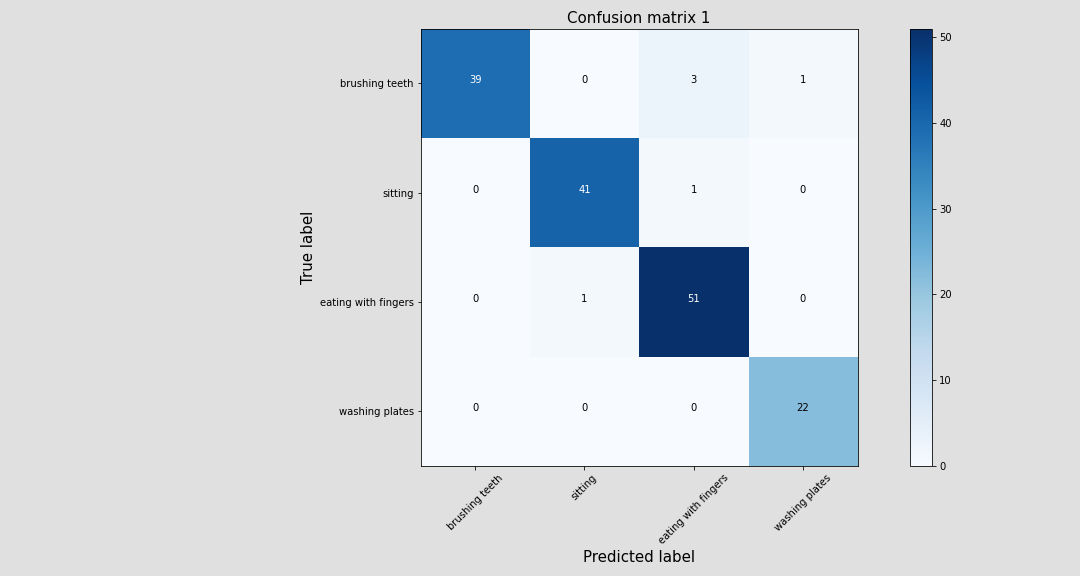 Confusion matrix 1
brushing teeth
39 0 3 1
sitting
0 41 1 0
eating with fingers
0 1 51 0
washing plates
0 0 0 22
True label
brushing teeth
sitting
eating with fingers
washing plates
Predicted label
50
40
30
20
10
0